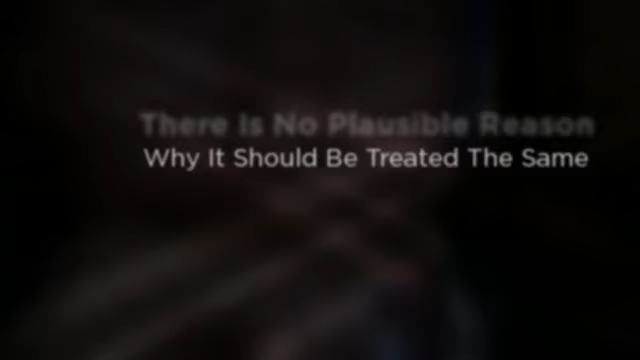 There Is No Plausible Reason
Why It Should Be Treated The Same